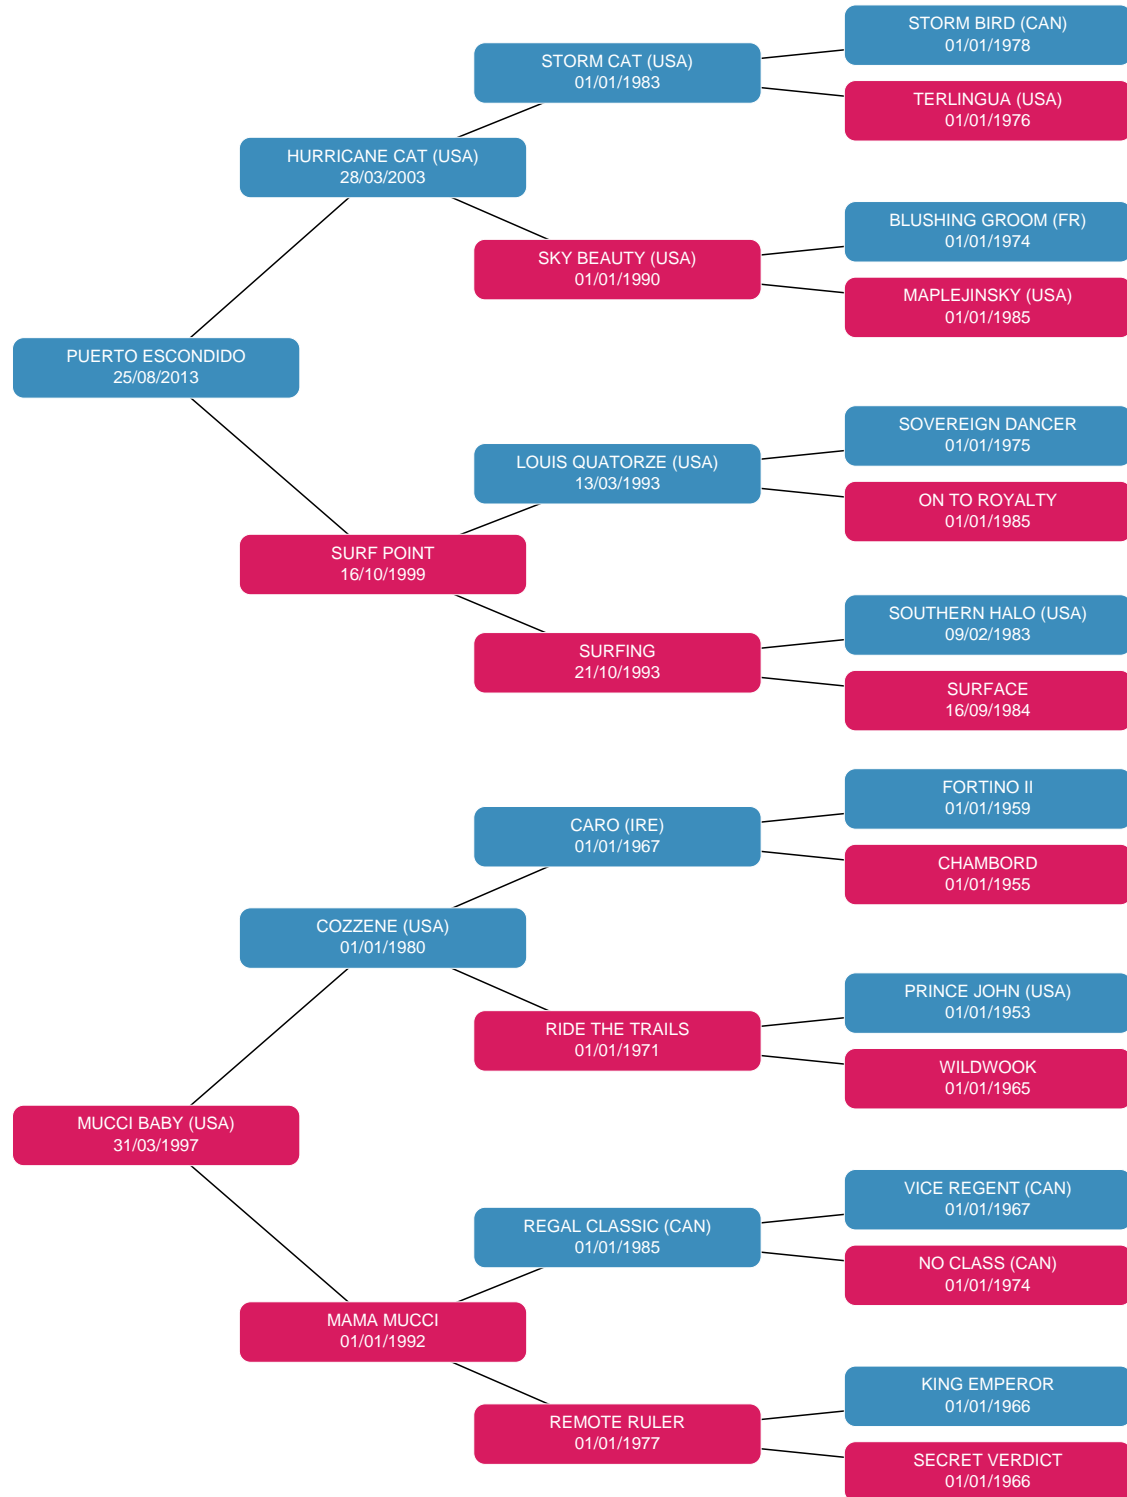 STORM BIRD (CAN)
01/01/1978
STORM CAT (USA)
01/01/1983
TERLINGUA (USA)
01/01/1976
HURRICANE CAT (USA)
28/03/2003
BLUSHING GROOM (FR)
01/01/1974
SKY BEAUTY (USA)
01/01/1990
MAPLEJINSKY (USA)
01/01/1985
PUERTO ESCONDIDO
25/08/2013
SOVEREIGN DANCER
01/01/1975
LOUIS QUATORZE (USA)
13/03/1993
ON TO ROYALTY
01/01/1985
SURF POINT
16/10/1999
SOUTHERN HALO (USA)
09/02/1983
SURFING
21/10/1993
SURFACE
16/09/1984
FORTINO II
01/01/1959
CARO (IRE)
01/01/1967
CHAMBORD
01/01/1955
COZZENE (USA)
01/01/1980
PRINCE JOHN (USA)
01/01/1953
RIDE THE TRAILS
01/01/1971
WILDWOOK
01/01/1965
MUCCI BABY (USA)
31/03/1997
VICE REGENT (CAN)
01/01/1967
REGAL CLASSIC (CAN)
01/01/1985
NO CLASS (CAN)
01/01/1974
MAMA MUCCI
01/01/1992
KING EMPEROR
01/01/1966
REMOTE RULER
01/01/1977
SECRET VERDICT
01/01/1966